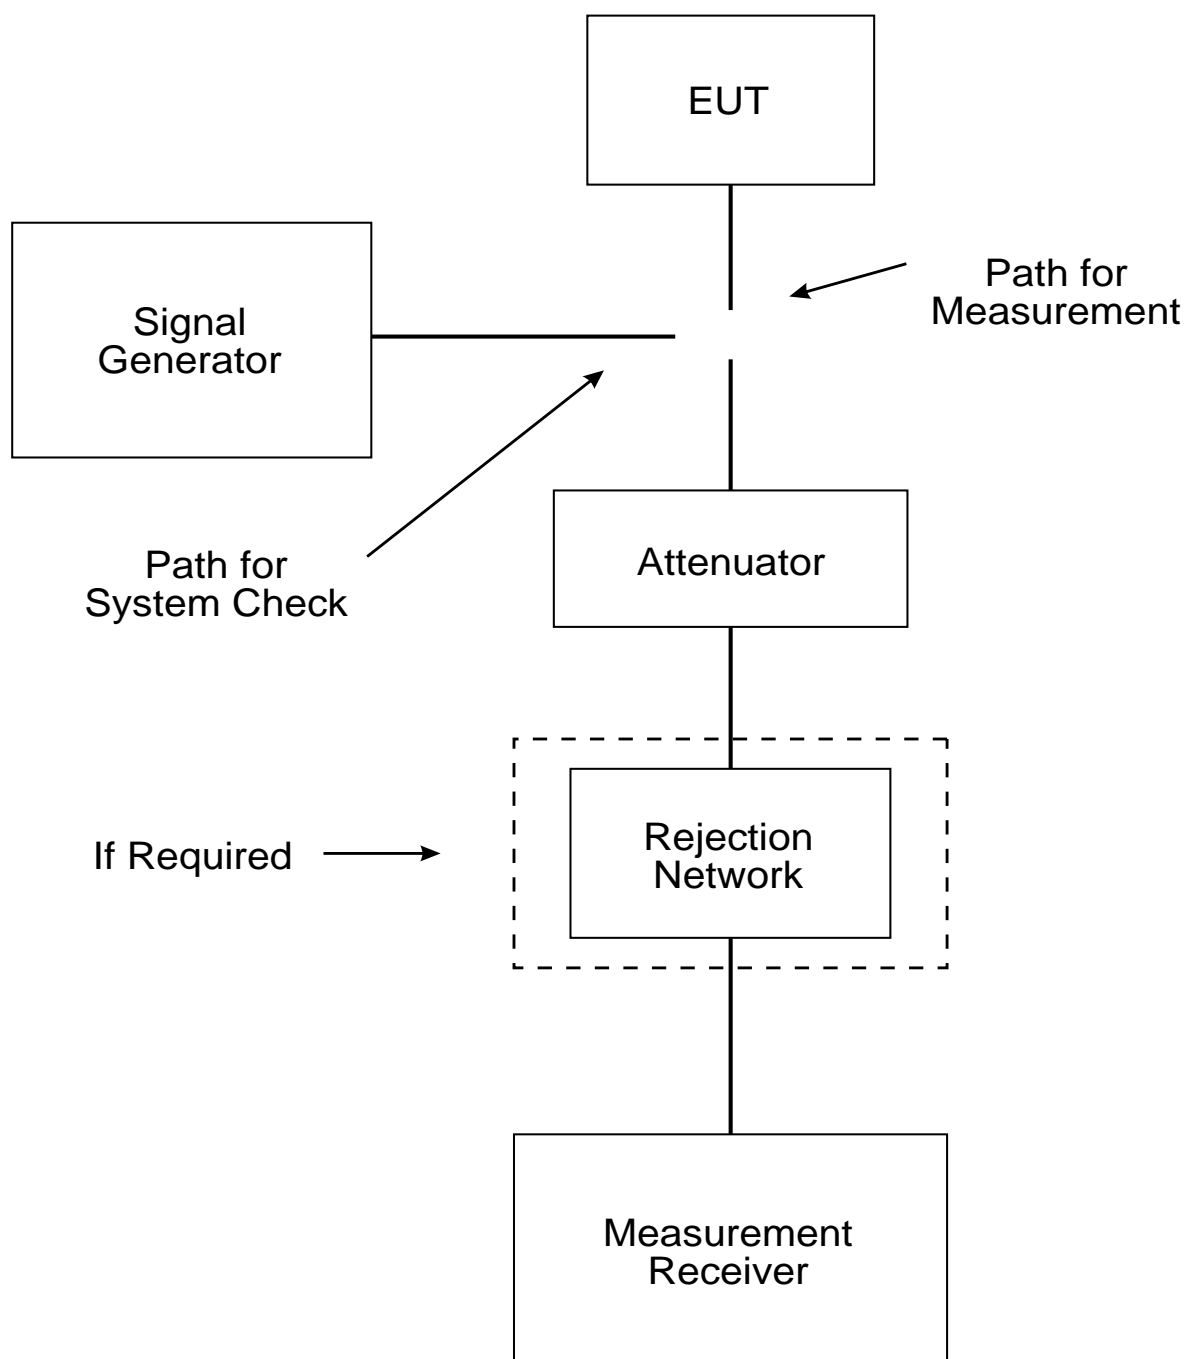 EUT
Path for
Measurement
Signal
Generator
Path for
System Check
Attenuator
If Required
Rejection
Network
Measurement
Receiver